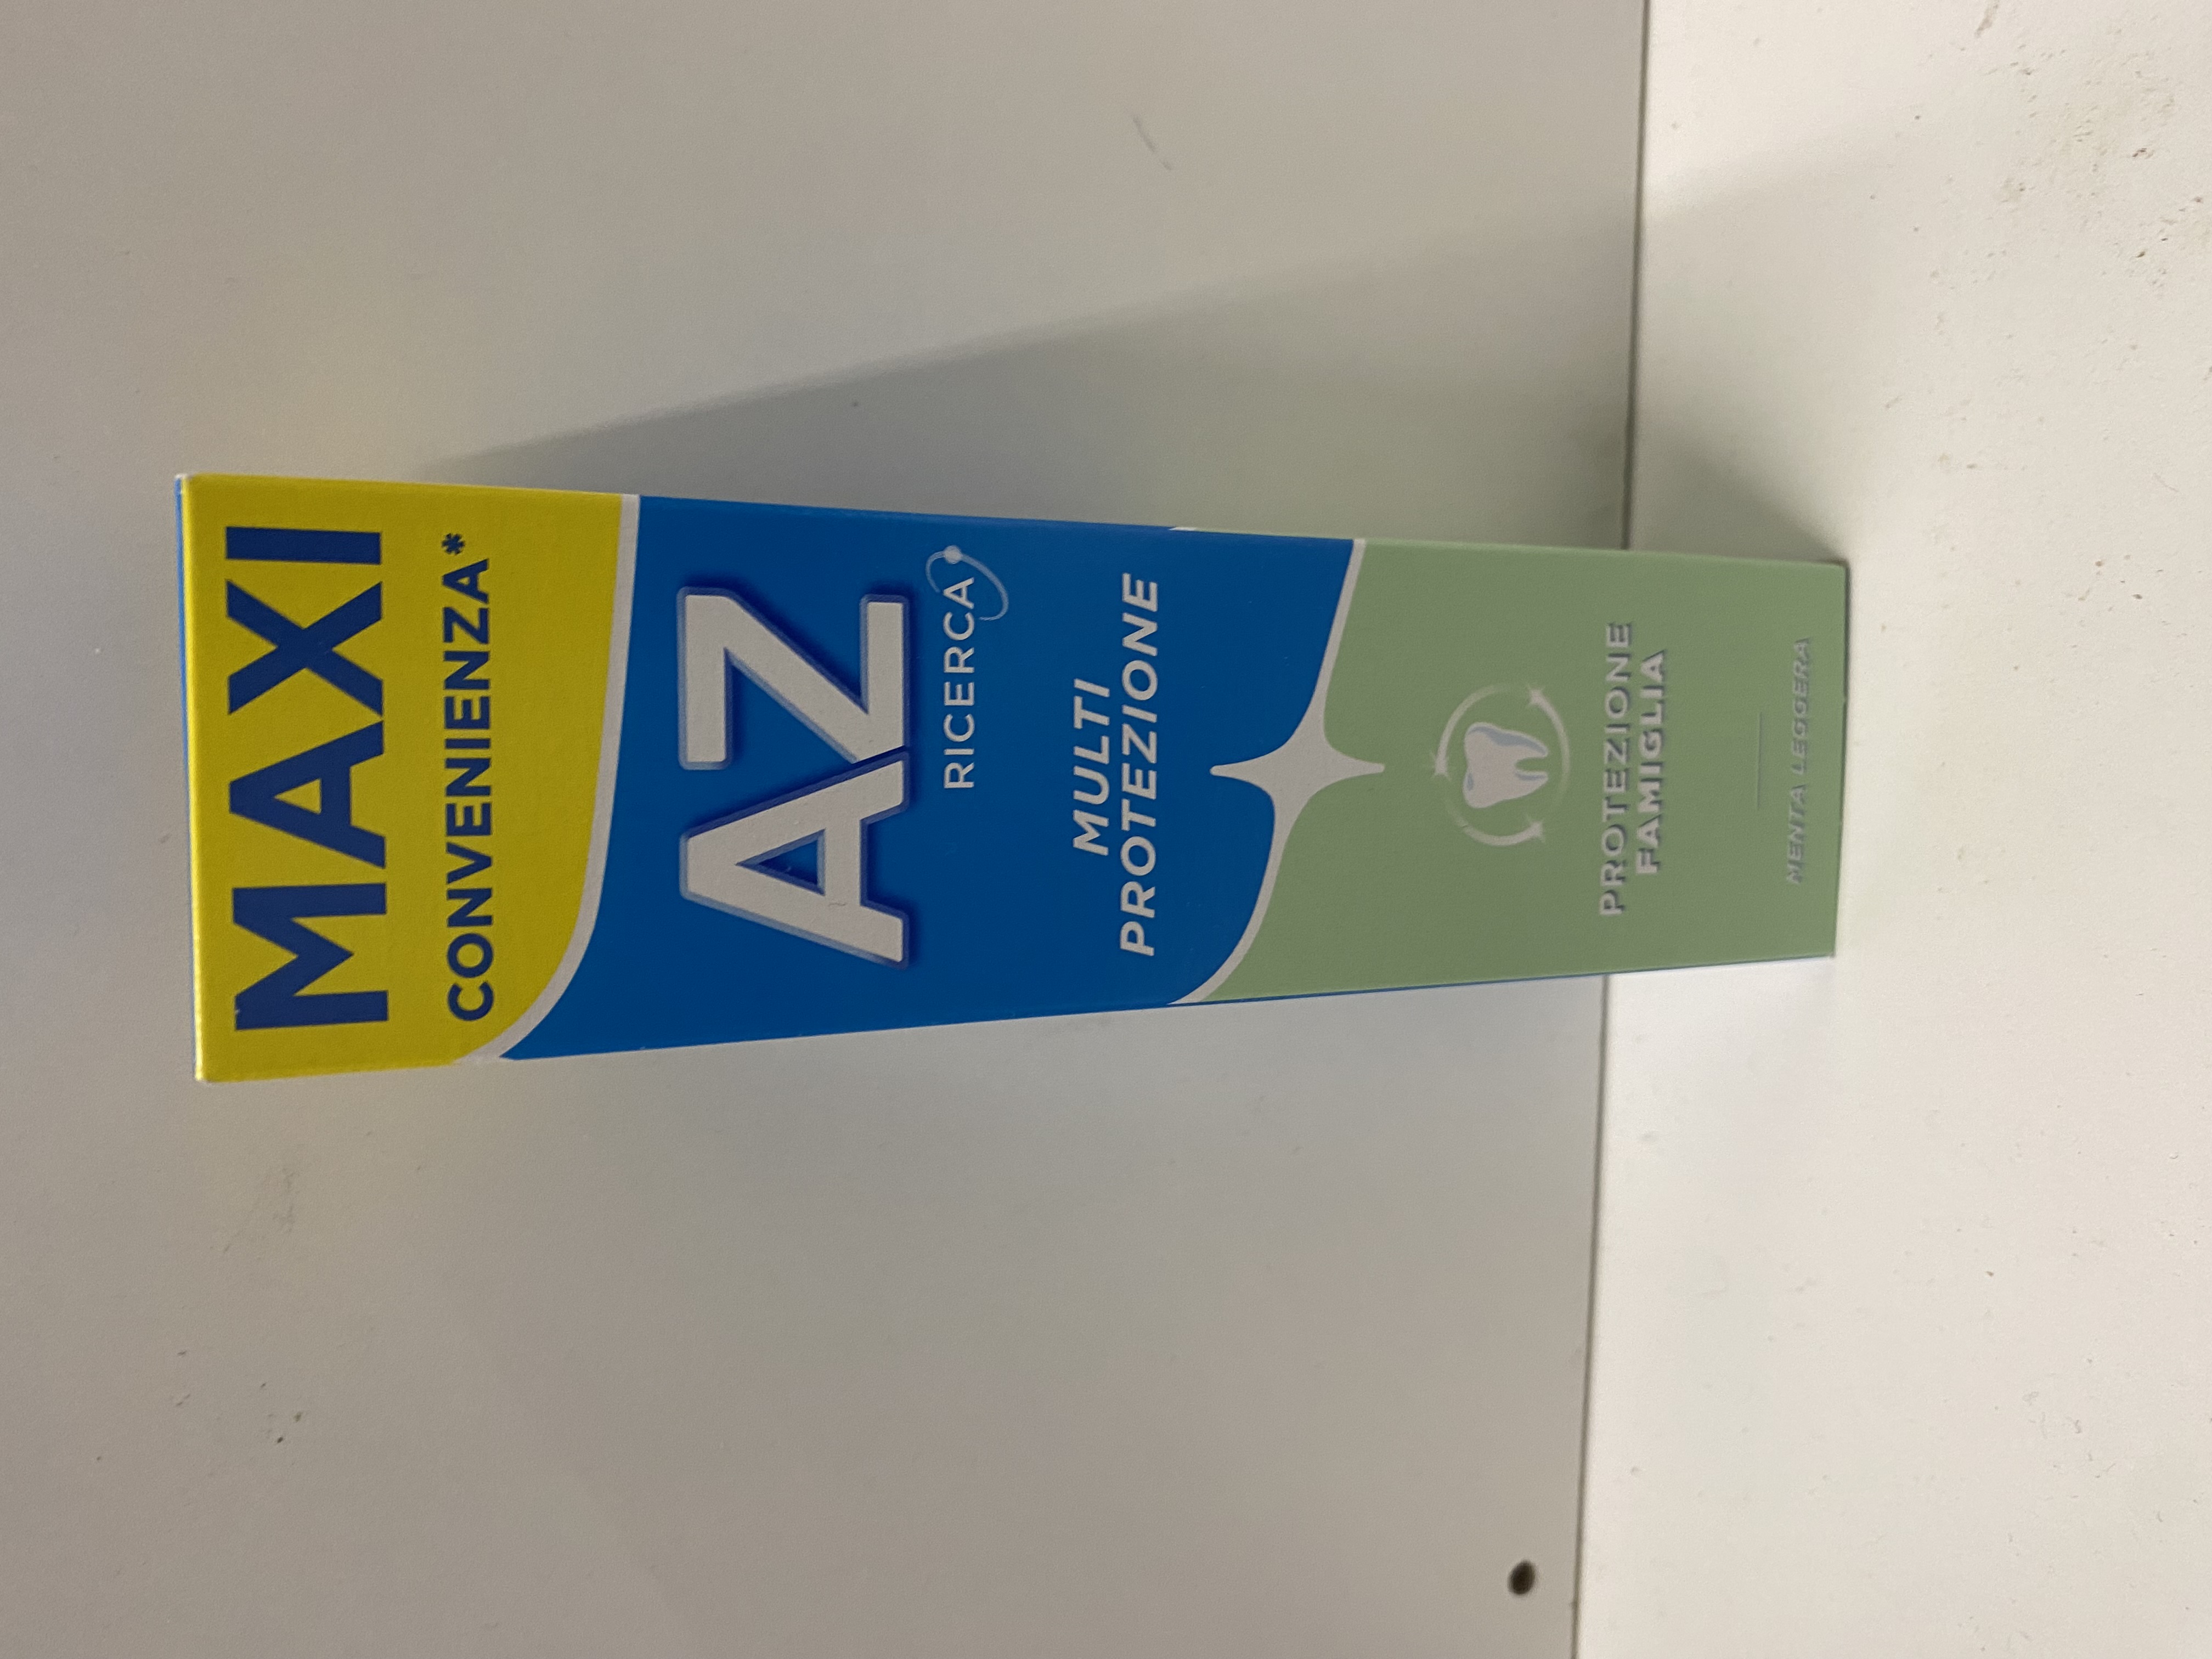 MAXI
CONVENIENZA*
AZ
RICERCA
MULTI
PROTEZIONE
PROTEZIONE
FAMIGLIA
MENTA LEGGERA